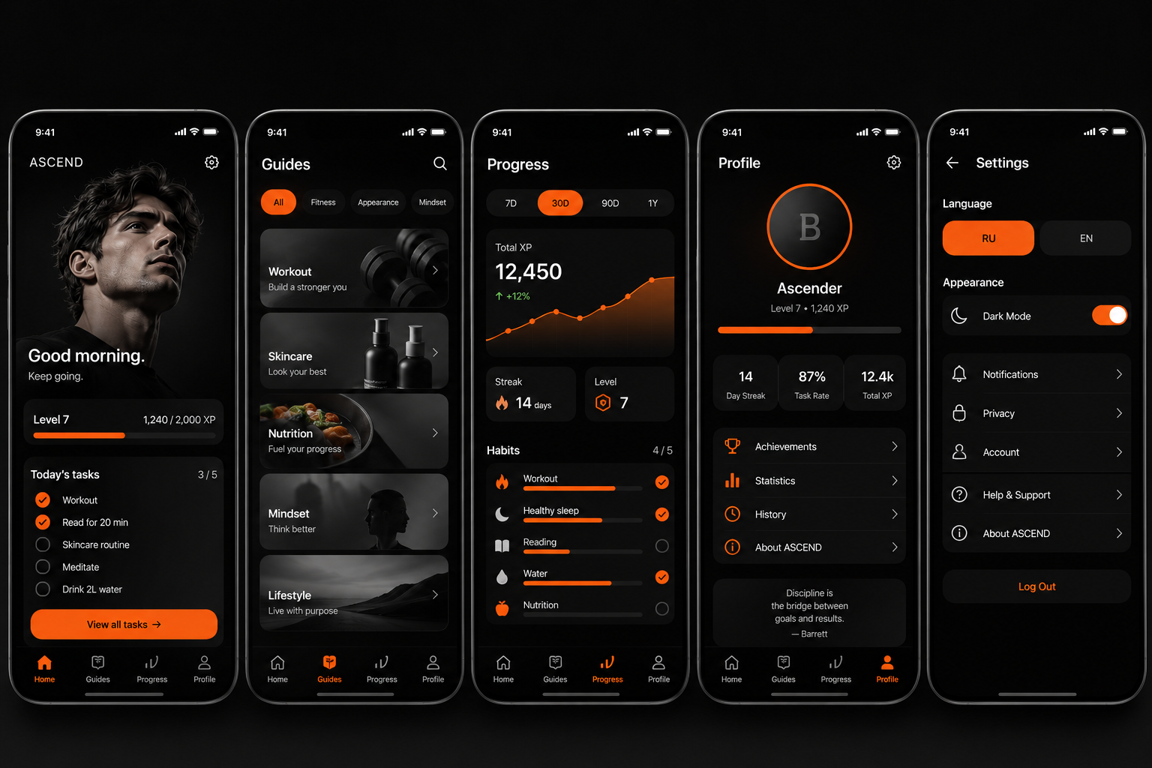 9:41
ASCEND
Good morning.
Keep going.
Level 7 1,240 / 2,000 XP
Today's tasks 3 / 5
Workout
Read for 20 min
Skincare routine
Meditate
Drink 2L water
View all tasks →
Home Guides Progress Profile
9:41
Guides
All Fitness Appearance Mindset
Workout
Build a stronger you
Skincare
Look your best
Nutrition
Fuel your progress
Mindset
Think better
Lifestyle
Live with purpose
Home Guides Progress Profile
9:41
Progress
7D 30D 90D 1Y
Total XP
12,450
↑ +12%
Streak
14 days
Level
7
Habits 4 / 5
Workout
Healthy sleep
Reading
Water
Nutrition
Home Guides Progress Profile
9:41
Profile
B
Ascender
Level 7 • 1,240 XP
14 87% 12.4k
Day Streak Task Rate Total XP
Achievements
Statistics
History
About ASCEND
Discipline is
the bridge between
goals and results.
— Barrett
Home Guides Progress Profile
9:41
← Settings
Language
RU EN
Appearance
Dark Mode
Notifications
Privacy
Account
Help & Support
About ASCEND
Log Out